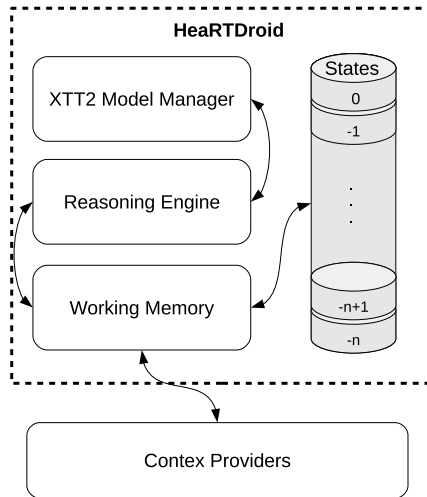 HeaRTDroid
XTT2 Model Manager
Reasoning Engine
Working Memory
States
0
-1
.
.
.
-n+1
-n
Contex Providers